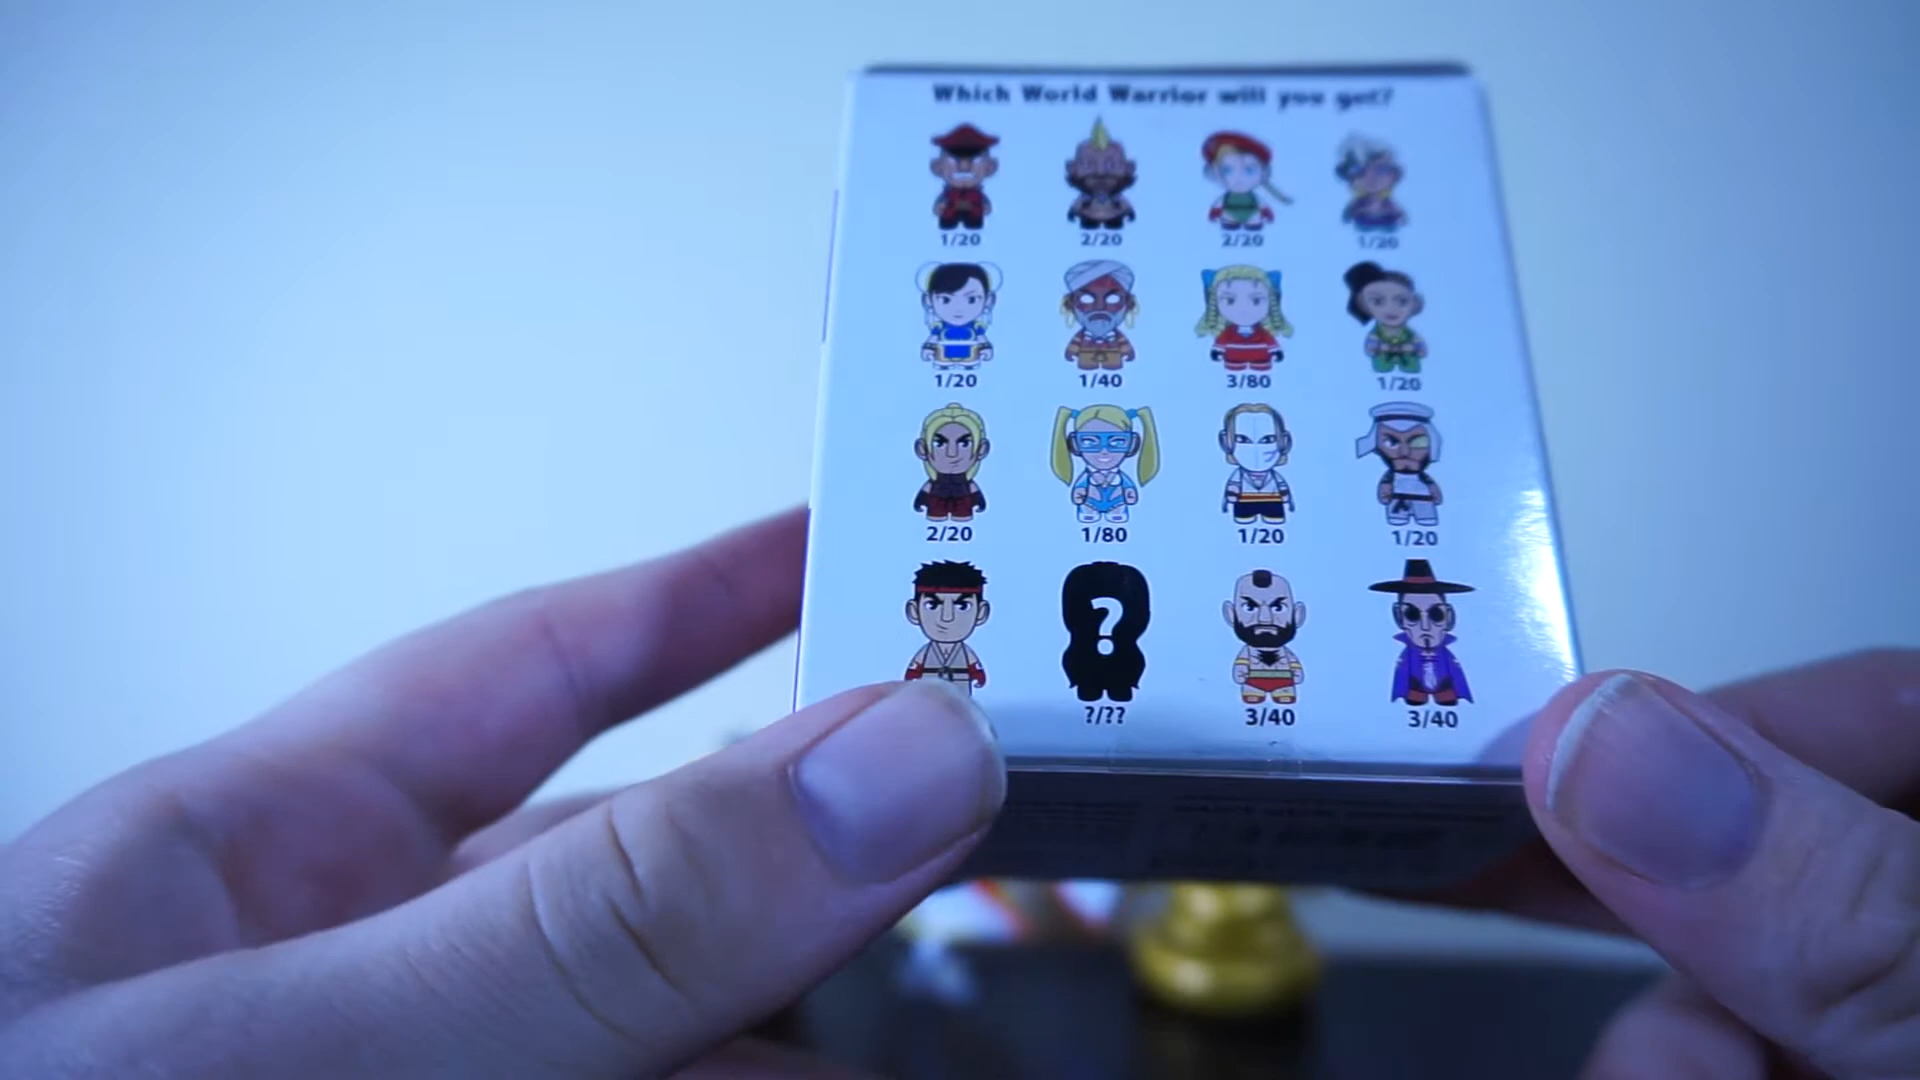 Which World Warrior will you get?
1/20 2/20 2/20 1/20
1/20 1/40 3/80 1/20
2/20 1/80 1/20 1/20
?
?/?? 3/40 3/40